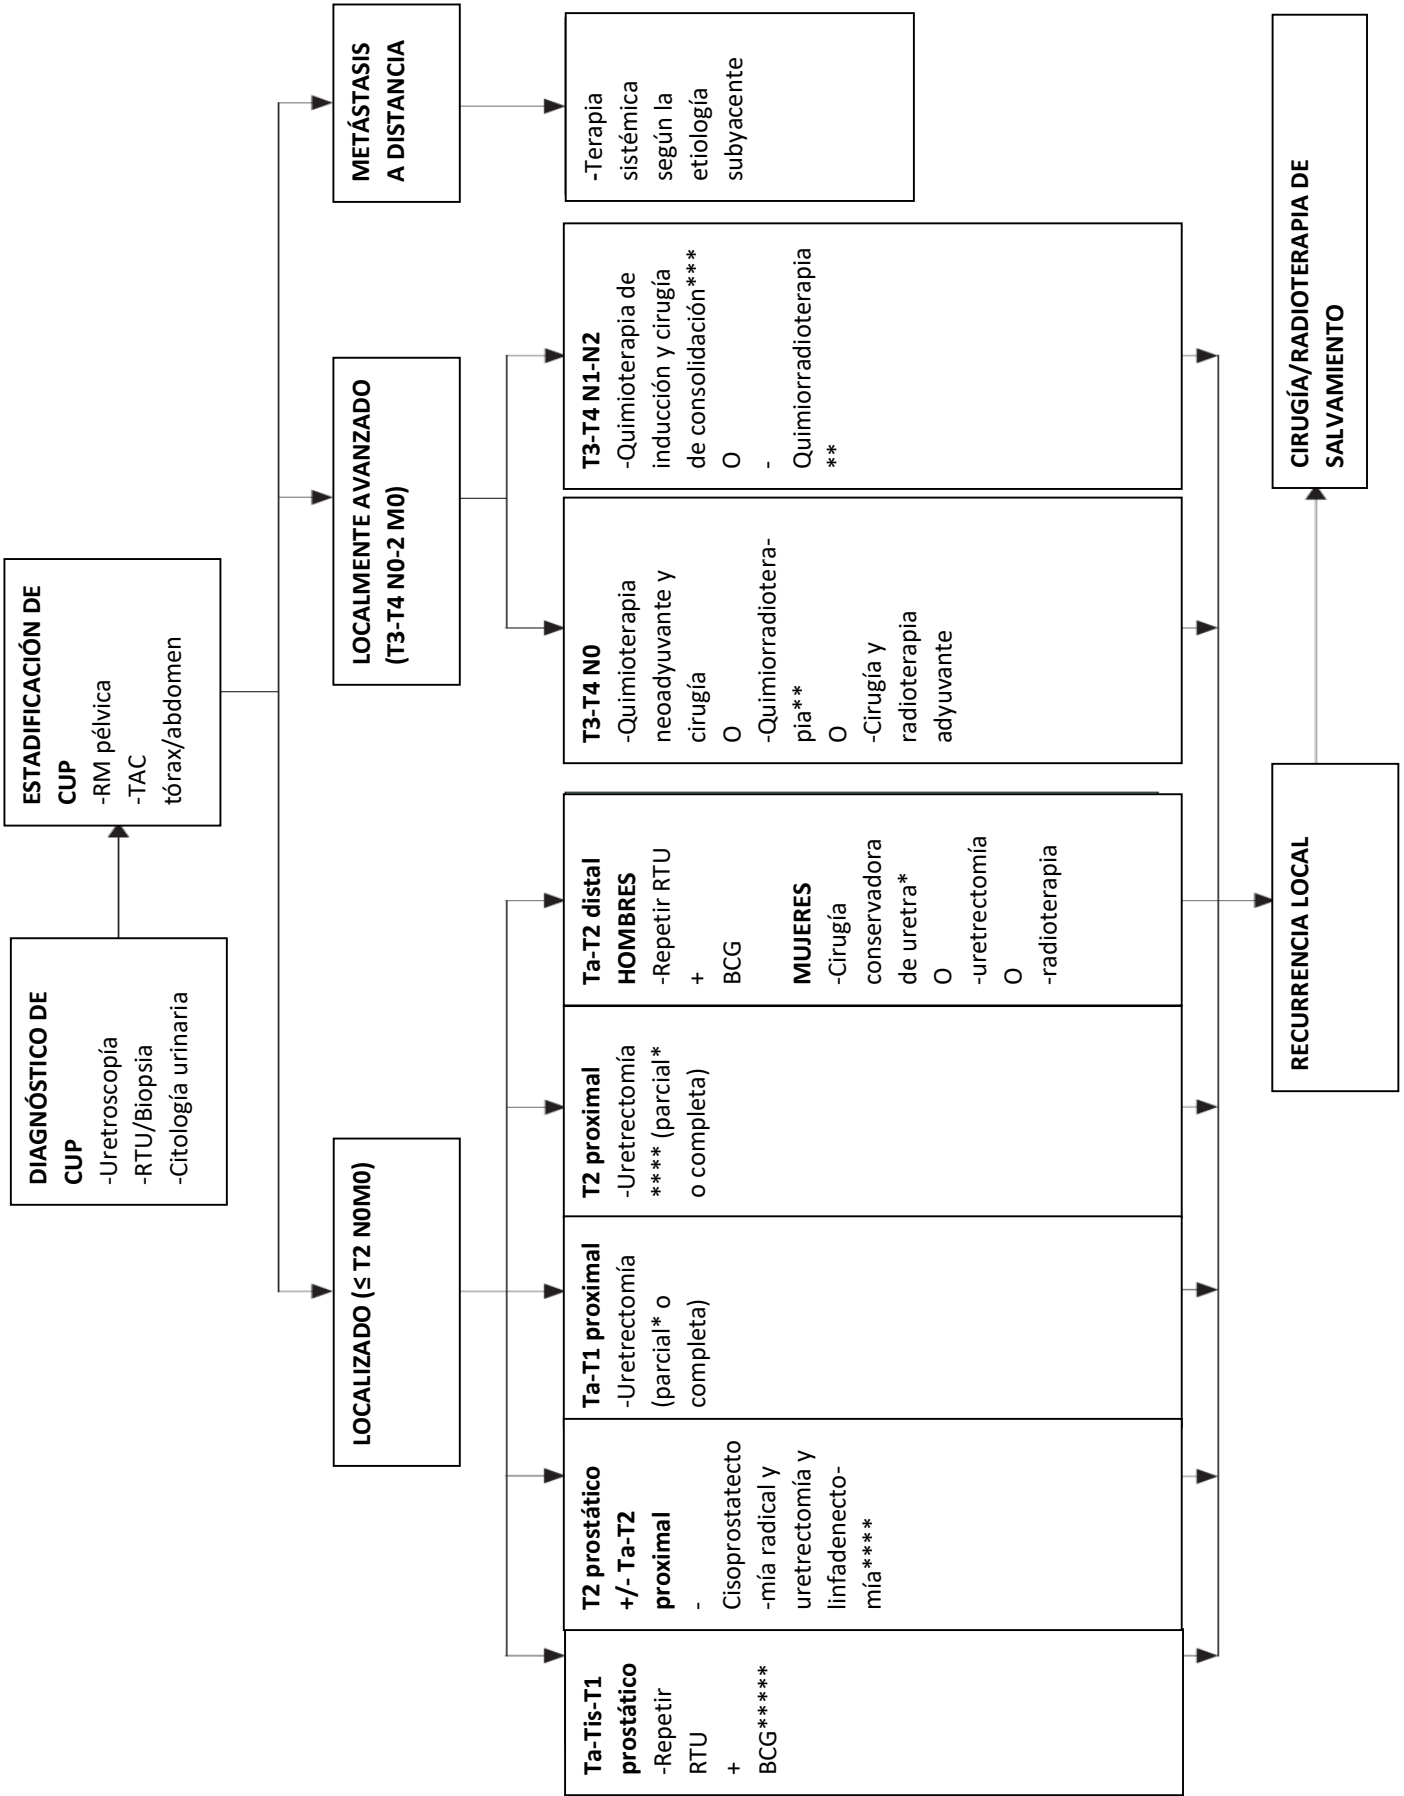 DIAGNÓSTICO DE
CUP
-Uretroscopía
-RTU/Biopsia
-Citología urinaria
ESTADIFICACIÓN DE
CUP
-RM pélvica
-TAC
tórax/abdomen
LOCALIZADO (≤ T2 N0M0)
LOCALMENTE AVANZADO
(T3-T4 N0-2 M0)
METÁSTASIS
A DISTANCIA
Ta-Tis-T1
prostático
-Repetir
RTU
+
BCG*****
T2 prostático
+/- Ta-T2
proximal
-
Cisoprostatecto
-mía radical y
uretrectomía y
linfadenecto-
mía****
Ta-T1 proximal
-Uretrectomía
(parcial* o
completa)
T2 proximal
-Uretrectomía
**** (parcial*
o completa)
Ta-T2 distal
HOMBRES
-Repetir RTU
+
BCG
MUJERES
-Cirugía
conservadora
de uretra*
O
-uretrectomía
O
-radioterapia
T3-T4 N0
-Quimioterapia
neoadyuvante y
cirugía
O
-Quimiorradiotera-
pia**
O
-Cirugía y
radioterapia
adyuvante
T3-T4 N1-N2
-Quimioterapia de
inducción y cirugía
de consolidación***
O
-
Quimiorradioterapia
**
-Terapia
sistémica
según la
etiología
subyacente
RECURRENCIA LOCAL
CIRUGÍA/RADIOTERAPIA DE
SALVAMIENTO